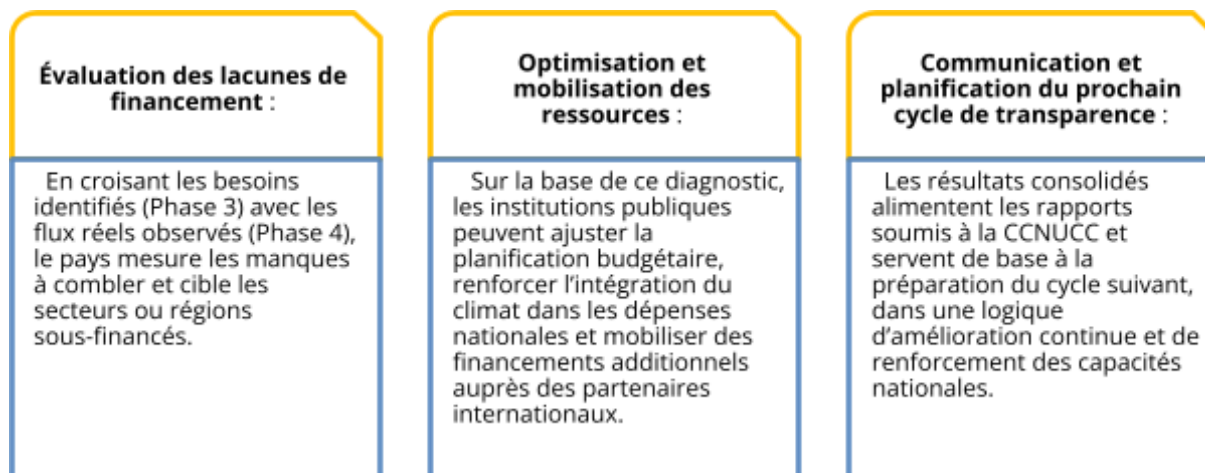 Évaluation des lacunes de
financement :
En croisant les besoins
identifiés (Phase 3) avec les
flux réels observés (Phase 4),
le pays mesure les manques
à combler et cible les
secteurs ou régions
sous-financés.
Optimisation et
mobilisation des
ressources :
Sur la base de ce diagnostic,
les institutions publiques
peuvent ajuster la
planification budgétaire,
renforcer l’intégration du
climat dans les dépenses
nationales et mobiliser des
financements additionnels
auprès des partenaires
internationaux.
Communication et
planification du prochain
cycle de transparence :
Les résultats consolidés
alimentent les rapports
soumis à la CCNUCC et
servent de base à la
préparation du cycle suivant,
dans une logique
d’amélioration continue et de
renforcement des capacités
nationales.